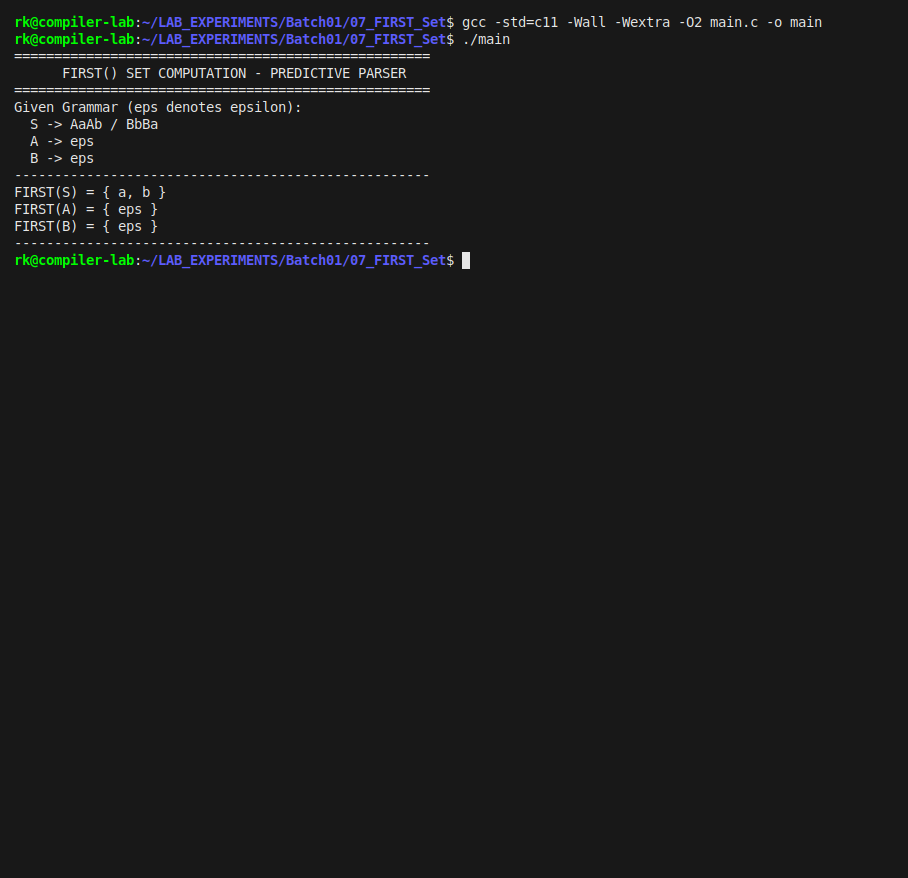 rk@compiler-lab:~/LAB_EXPERIMENTS/Batch01/07_FIRST_Set$ gcc -std=c11 -Wall -Wextra -O2 main.c -o main
rk@compiler-lab:~/LAB_EXPERIMENTS/Batch01/07_FIRST_Set$ ./main
====================================================
      FIRST() SET COMPUTATION - PREDICTIVE PARSER
====================================================
Given Grammar (eps denotes epsilon):
  S -> AaAb / BbBa
  A -> eps
  B -> eps
----------------------------------------------------
FIRST(S) = { a, b }
FIRST(A) = { eps }
FIRST(B) = { eps }
----------------------------------------------------
rk@compiler-lab:~/LAB_EXPERIMENTS/Batch01/07_FIRST_Set$